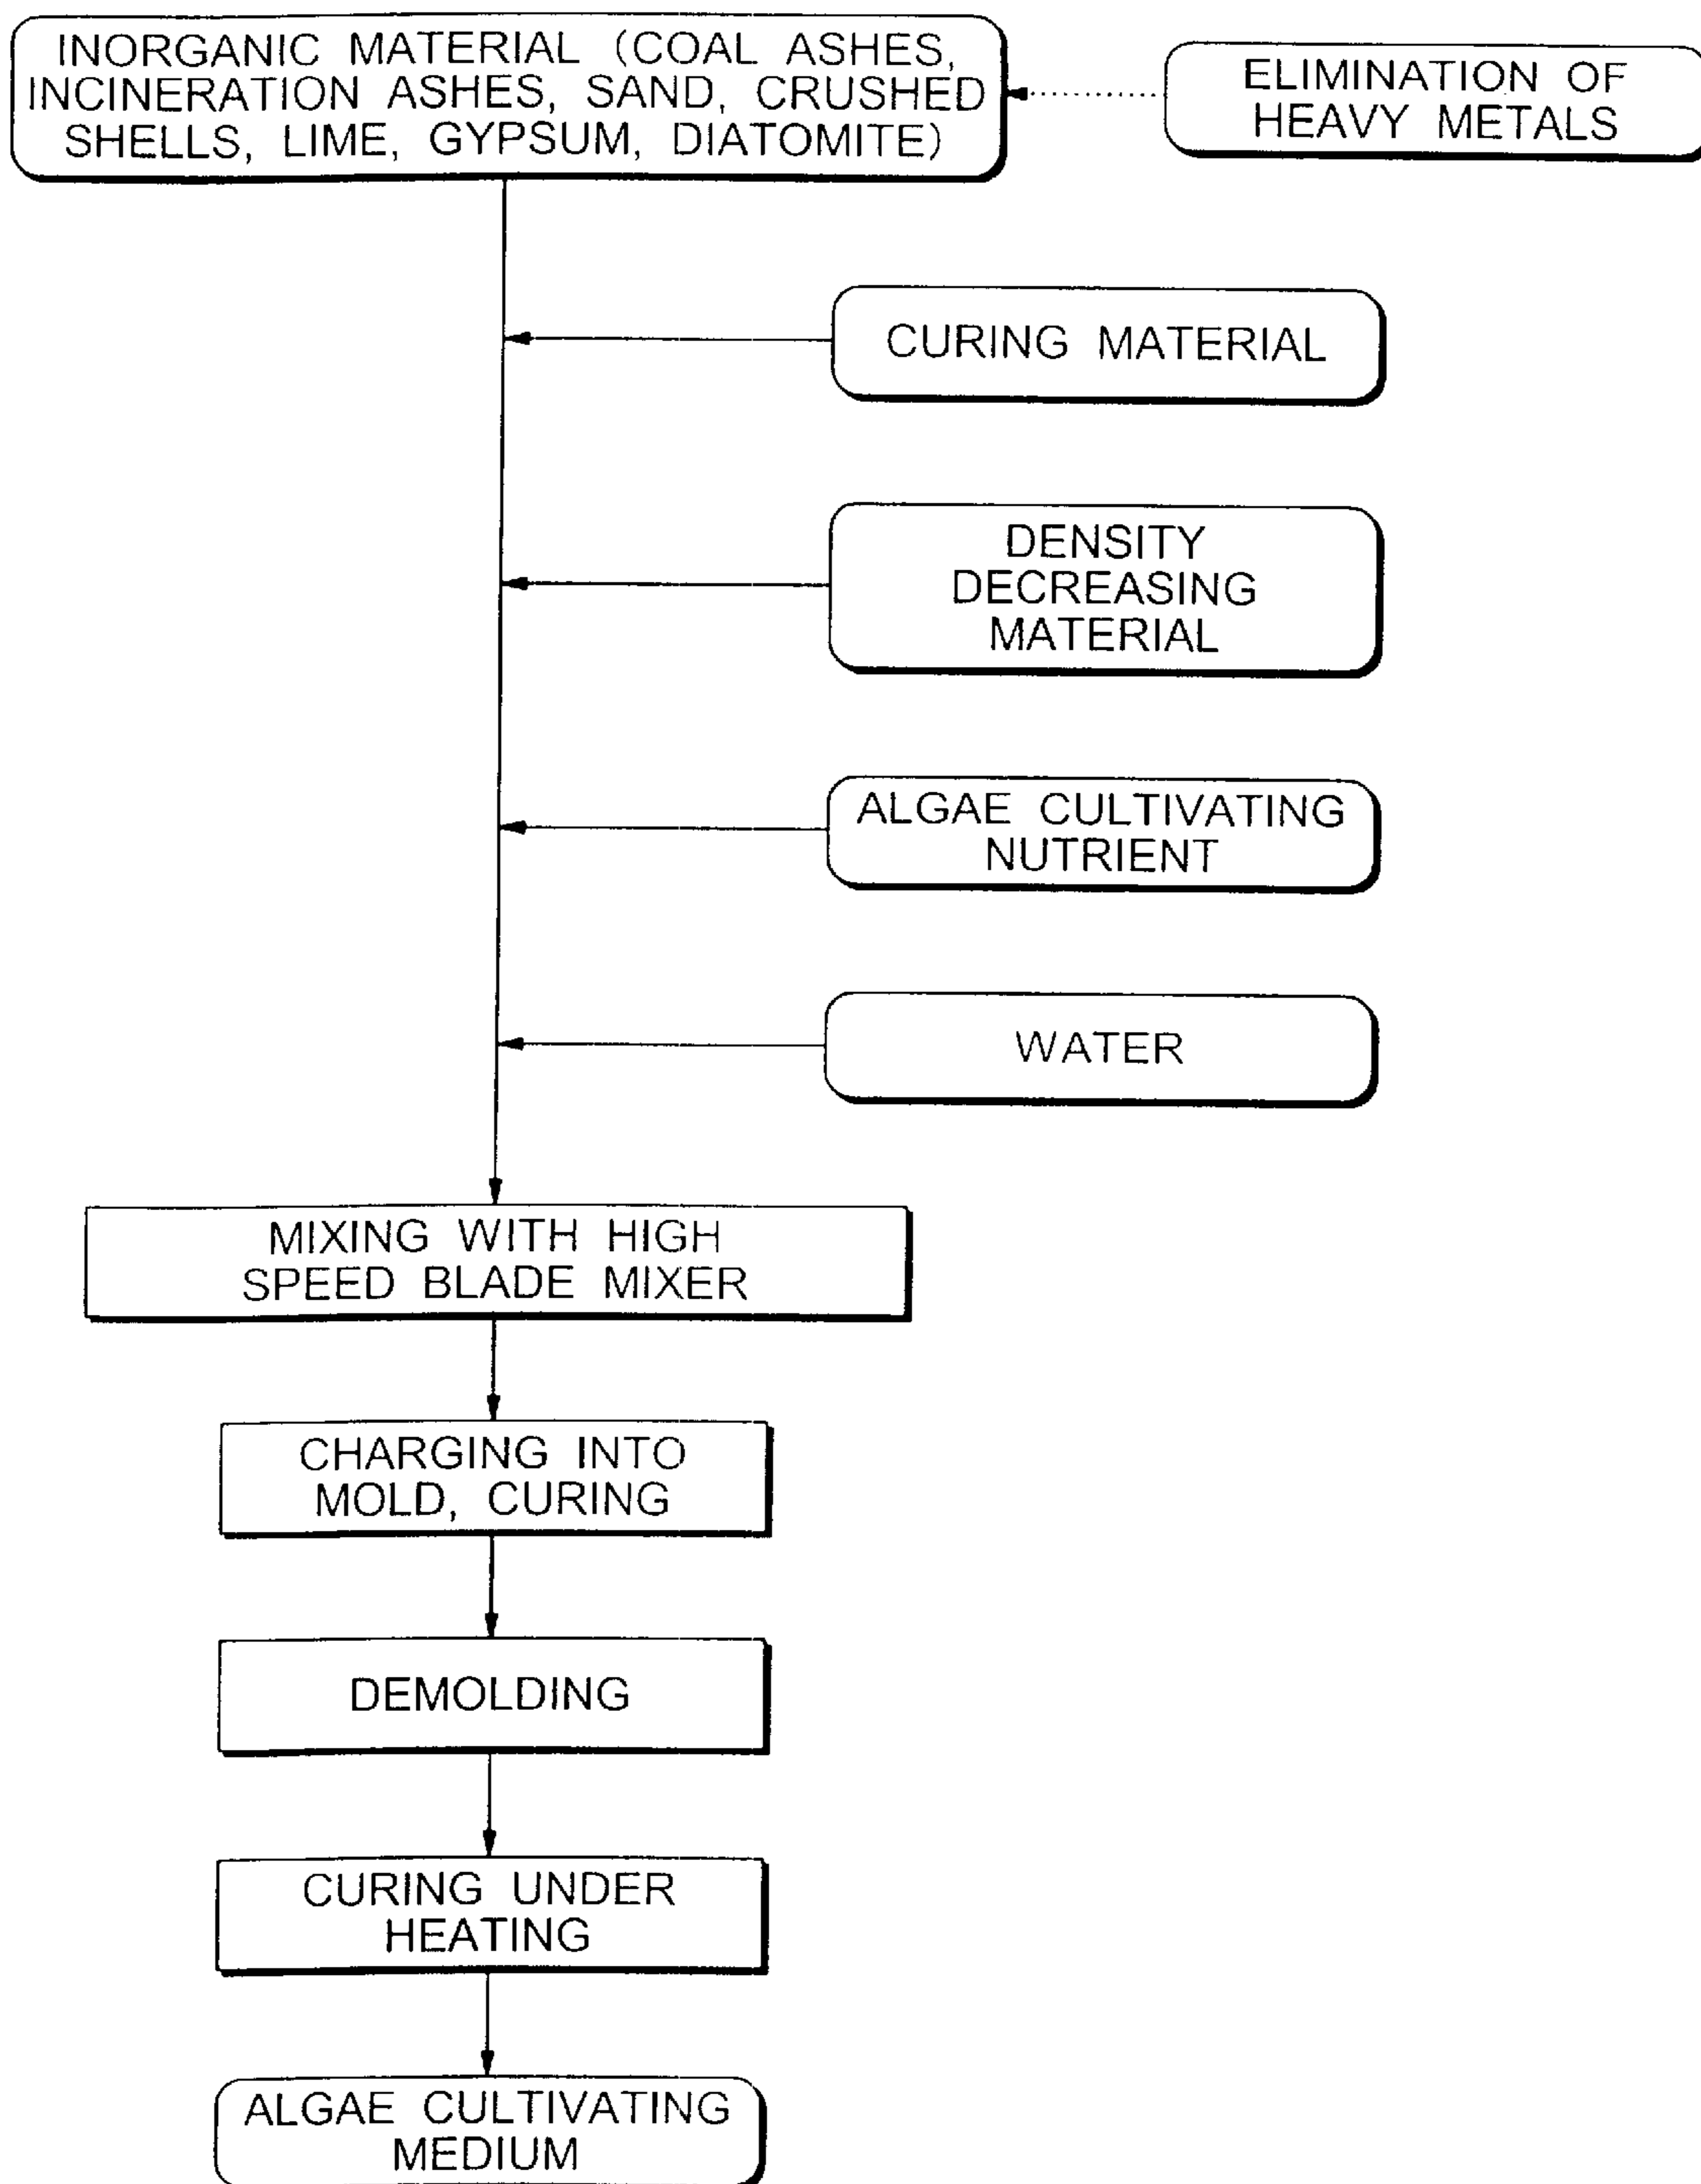 INORGANIC MATERIAL (COAL ASHES,
INCINERATION ASHES, SAND, CRUSHED
SHELLS, LIME, GYPSUM, DIATOMITE)
ELIMINATION OF
HEAVY METALS
CURING MATERIAL
DENSITY
DECREASING
MATERIAL
ALGAE CULTIVATING
NUTRIENT
WATER
MIXING WITH HIGH
SPEED BLADE MIXER
CHARGING INTO
MOLD, CURING
DEMOLDING
CURING UNDER
HEATING
ALGAE CULTIVATING
MEDIUM